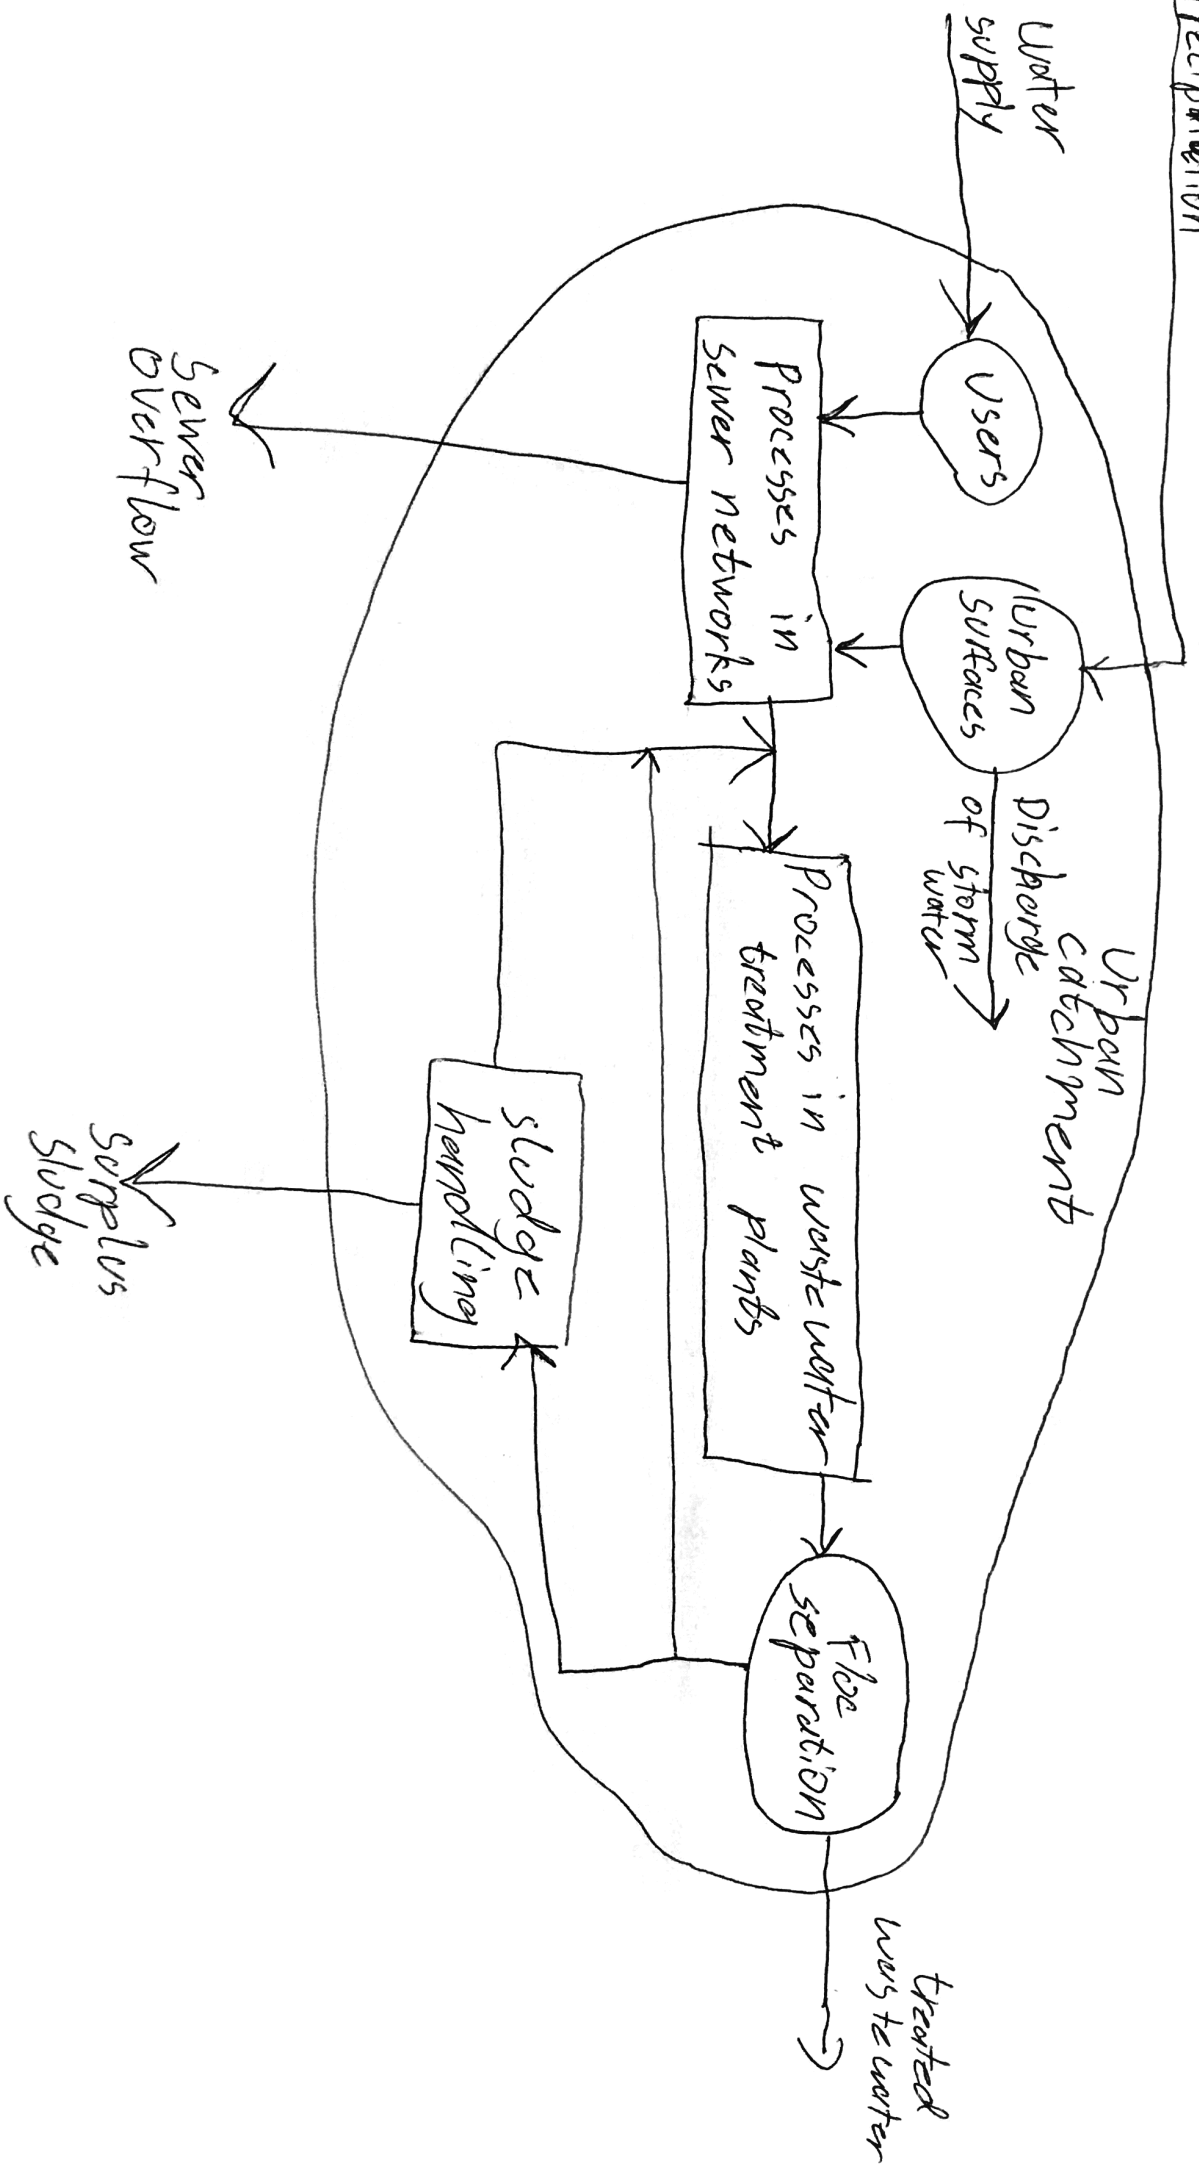 Water
supply
Users
Urban
surfaces
Discharge
of storm
water
Urban
catchment
Processes in
sewer networks
Processes in wastewater
treatment plants
Floc
separation
treated
wastewater
sludge
handling
Sewer
overflow
Surplus
Sludge